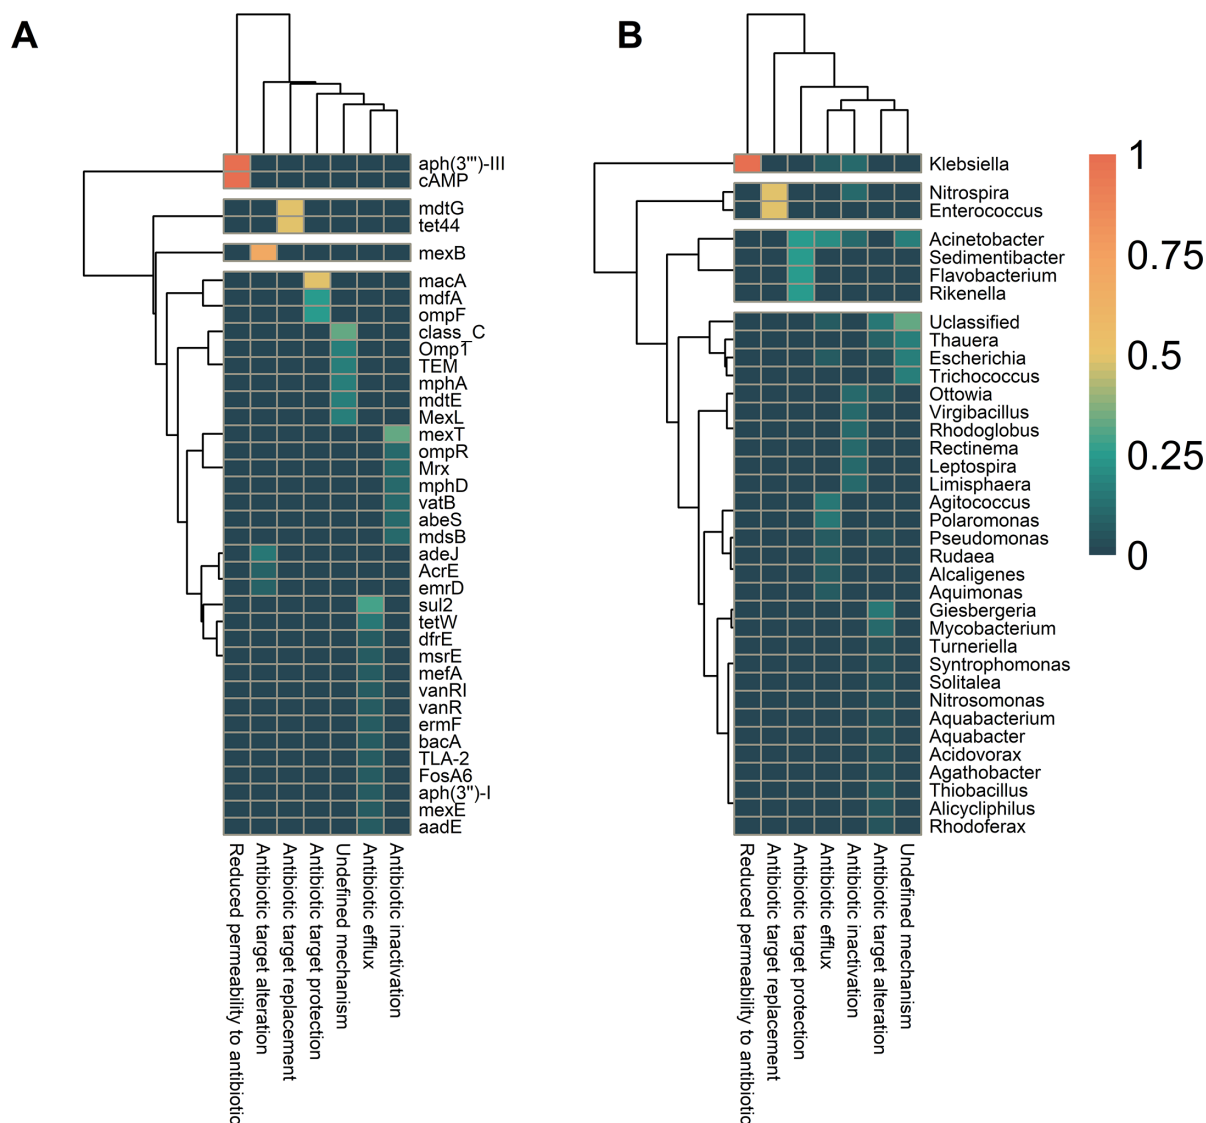 A
aph(3''')-III
cAMP
mdtG
tet44
mexB
macA
mdfA
ompF
class_C
OmpT
TEM
mphA
mdtE
MexL
mexT
ompR
Mrx
mphD
vatB
abeS
mdsB
adeJ
AcrE
emrD
sul2
tetW
dfrE
msrE
mefA
vanRI
vanR
ermF
bacA
TLA-2
FosA6
aph(3'')-I
mexE
aadE
Reduced permeability to antibiotic
Antibiotic target alteration
Antibiotic target replacement
Antibiotic target protection
Undefined mechanism
Antibiotic efflux
Antibiotic inactivation
B
Klebsiella
Nitrospira
Enterococcus
Acinetobacter
Sedimentibacter
Flavobacterium
Rikenella
Uclassified
Thauera
Escherichia
Trichococcus
Ottowia
Virgibacillus
Rhodoglobus
Rectinema
Leptospira
Limisphaera
Agitococcus
Polaromonas
Pseudomonas
Rudaea
Alcaligenes
Aquimonas
Giesbergeria
Mycobacterium
Turneriella
Syntrophomonas
Solitalea
Nitrosomonas
Aquabacterium
Aquabacter
Acidovorax
Agathobacter
Thiobacillus
Alicycliphilus
Rhodoferax
Reduced permeability to antibiotic
Antibiotic target replacement
Antibiotic target protection
Antibiotic efflux
Antibiotic inactivation
Antibiotic target alteration
Undefined mechanism
1
0.75
0.5
0.25
0